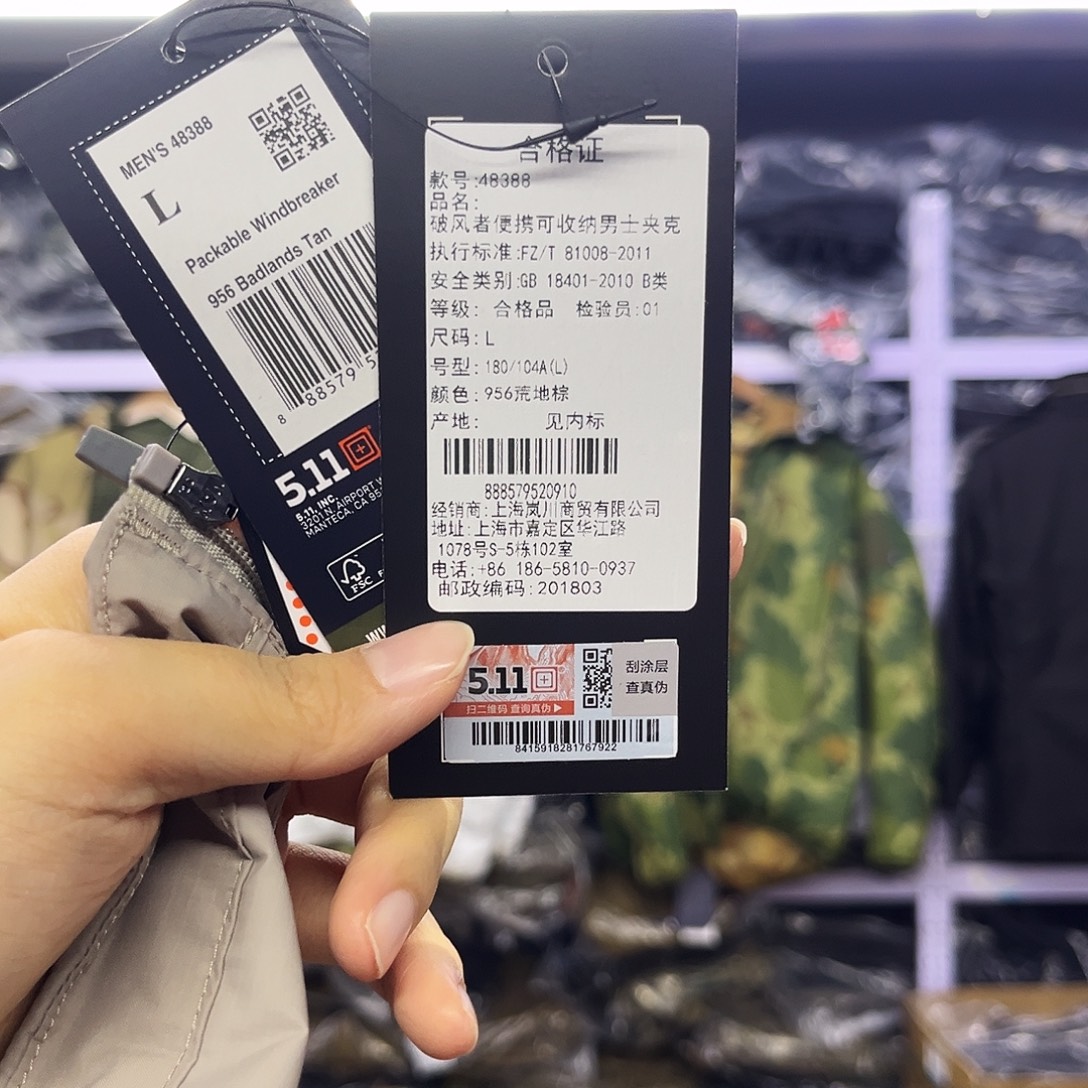 MEN'S 48388
L
Packable Windbreaker
956 Badlands Tan
8 88579 5
5.11
5.11, INC.
3201 N. AIRPORT W
MANTECA, CA 95
FSC
合格证
款号:48388
品名:
破风者便携可收纳男士夹克
执行标准:FZ/T 81008-2011
安全类别:GB 18401-2010 B类
等级: 合格品 检验员:01
尺码: L
号型: 180/104A(L)
颜色: 956荒地棕
产地: 见内标
888579520910
经销商:上海岚川商贸有限公司
地址:上海市嘉定区华江路
1078号S-5栋102室
电话:+86 186-5810-0937
邮政编码:201803
5.11
扫二维码 查询真伪
刮涂层
查真伪
8415918281767922